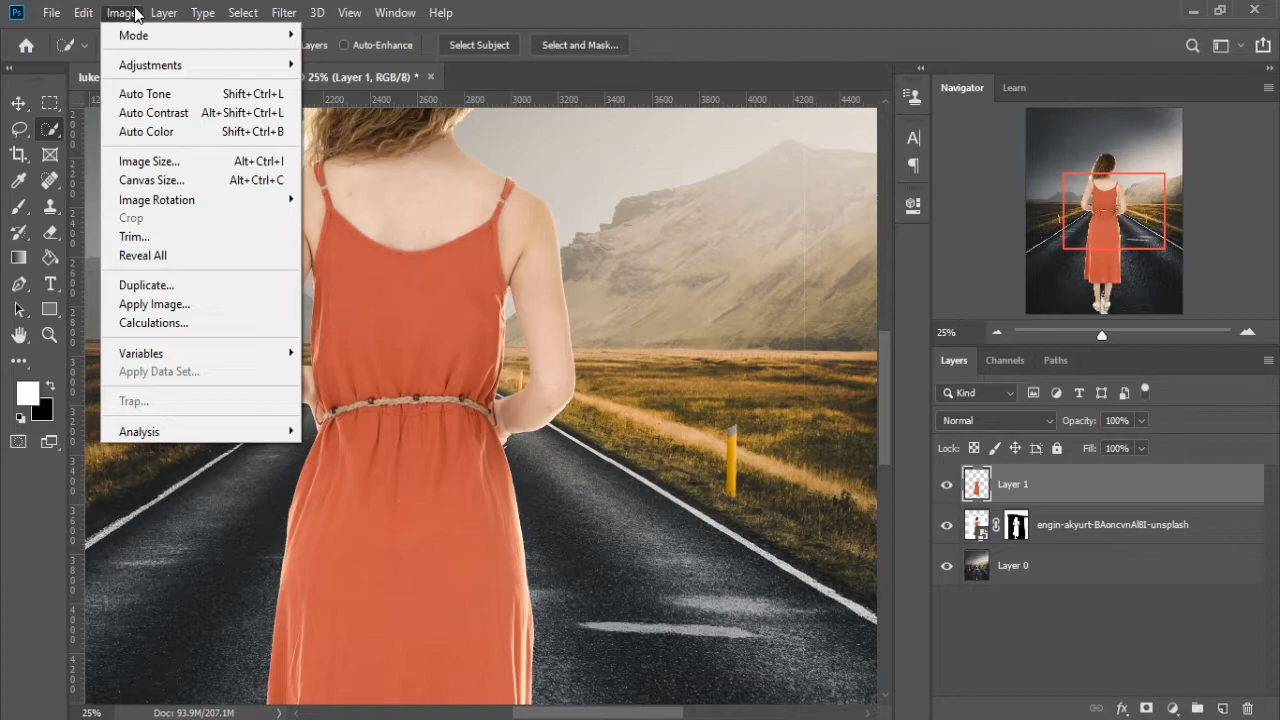 Ps File Edit Image Layer Type Select Filter 3D View Window Help
Layers Auto-Enhance Select Subject Select and Mask...
luke 25% (Layer 1, RGB/8) *
2200 2400 2600 2800 3000 3200 3400 3600 3800 4000 4200 4400
Mode
Adjustments
Auto Tone Shift+Ctrl+L
Auto Contrast Alt+Shift+Ctrl+L
Auto Color Shift+Ctrl+B
Image Size... Alt+Ctrl+I
Canvas Size... Alt+Ctrl+C
Image Rotation
Crop
Trim...
Reveal All
Duplicate...
Apply Image...
Calculations...
Variables
Apply Data Set...
Trap...
Analysis
Navigator Learn
25%
Layers Channels Paths
Kind
Normal Opacity: 100%
Lock: Fill: 100%
Layer 1
engin-akyurt-BAoncvnAl8I-unsplash
Layer 0
25% Doc: 93.9M/207.1M